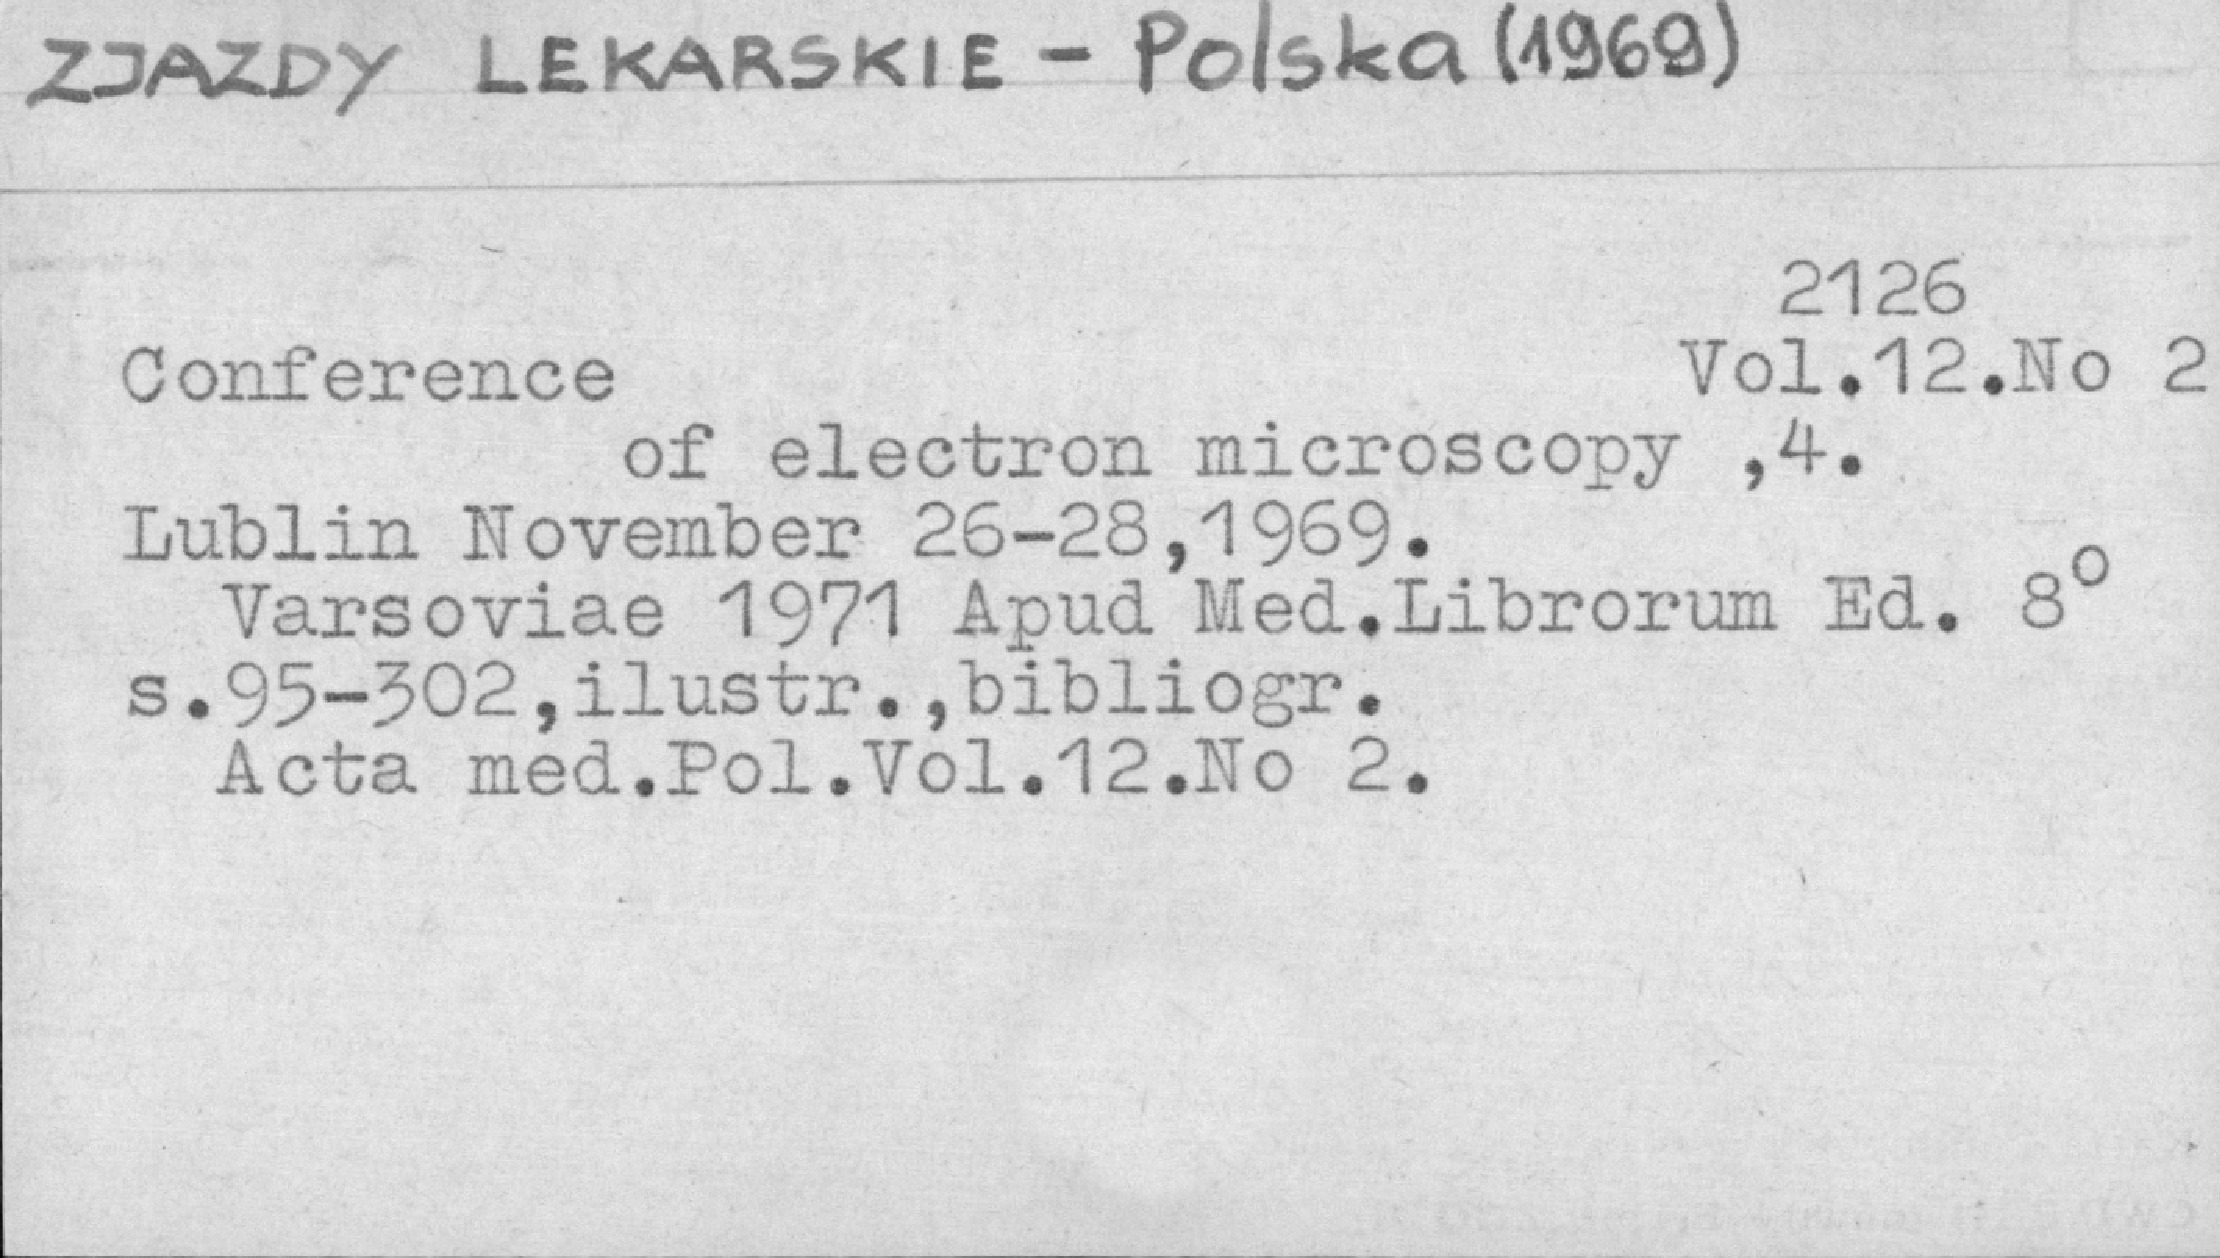 ZJAZDY LEKARSKIE - Polska (1969)
2126
Vol.12.No 2
Conference
of electron microscopy ,4.
Lublin November 26-28,1969.
Varsoviae 1971 Apud Med.Librorum Ed. 8°
s.95-302,ilustr.,bibliogr.
Acta med.Pol.Vol.12.No 2.